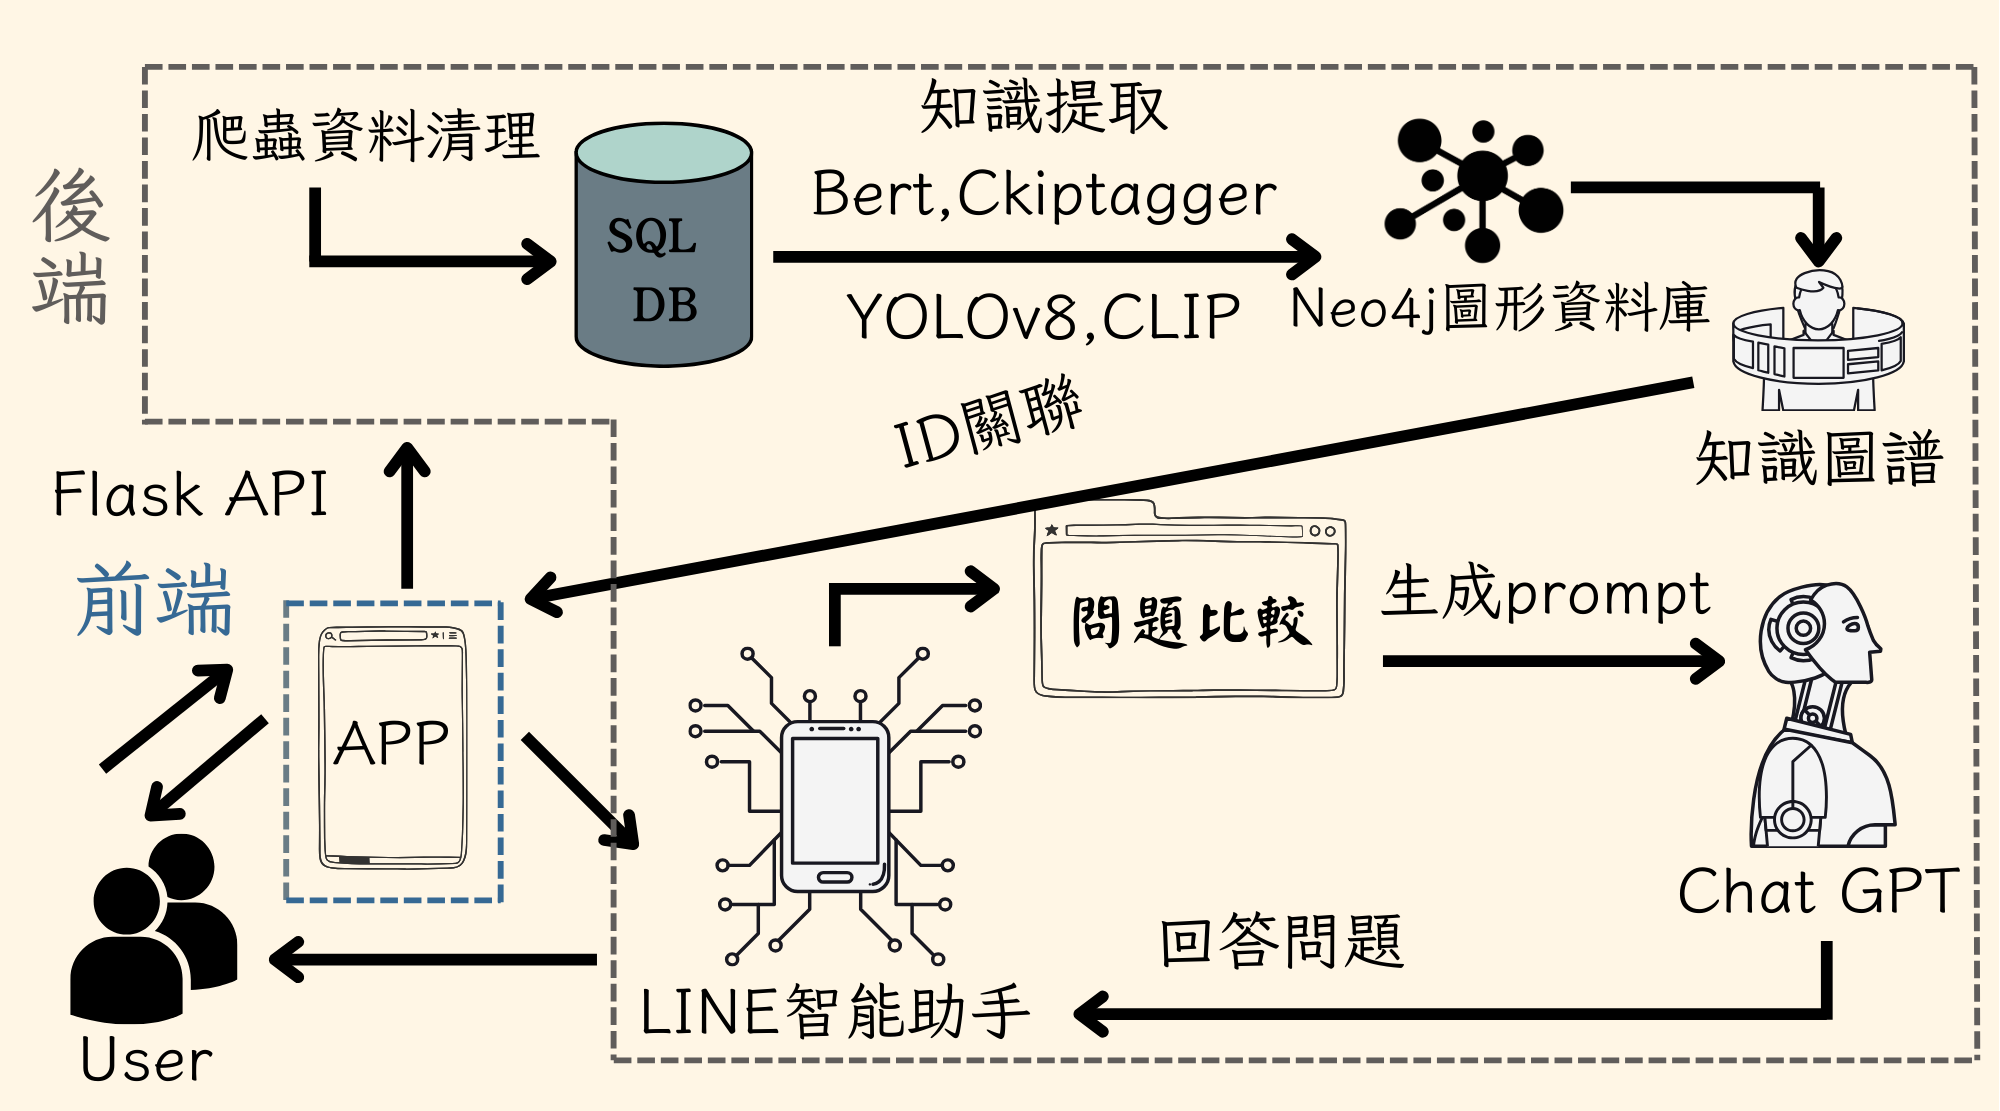 後端
爬蟲資料清理
SQL
DB
知識提取
Bert,Ckiptagger
YOLOv8,CLIP
Neo4j圖形資料庫
知識圖譜
ID關聯
Flask API
前端
APP
問題比較
生成prompt
Chat GPT
回答問題
LINE智能助手
User